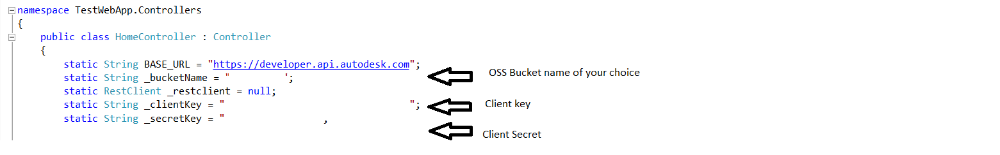 namespace TestWebApp.Controllers
{
public class HomeController : Controller
{
static String BASE_URL = "https://developer.api.autodesk.com";
static String _bucketName = " ';
OSS Bucket name of your choice
static RestClient _restclient = null;
static String _clientKey = " ";
Client key
static String _secretKey = " ,
Client Secret